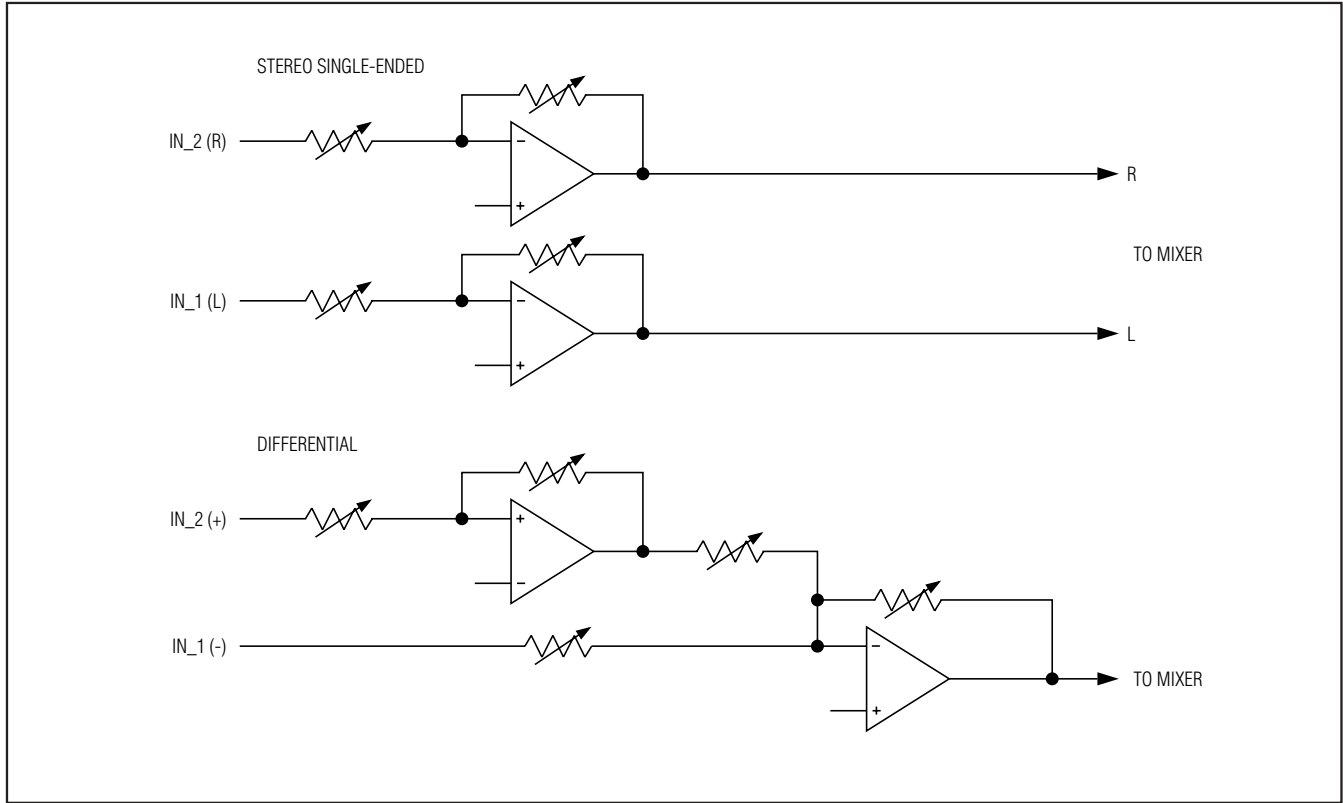 STEREO SINGLE-ENDED
IN_2 (R)
−
+
R
TO MIXER
IN_1 (L)
−
+
L
DIFFERENTIAL
IN_2 (+)
+
−
IN_1 (-)
−
+
TO MIXER